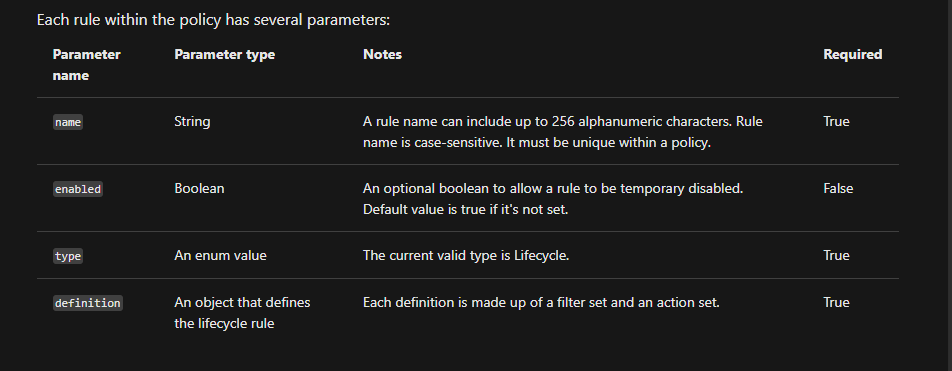 Each rule within the policy has several parameters:
Parameter name Parameter type Notes Required
name String A rule name can include up to 256 alphanumeric characters. Rule
name is case-sensitive. It must be unique within a policy. True
enabled Boolean An optional boolean to allow a rule to be temporary disabled.
Default value is true if it's not set. False
type An enum value The current valid type is Lifecycle. True
definition An object that defines
the lifecycle rule Each definition is made up of a filter set and an action set. True